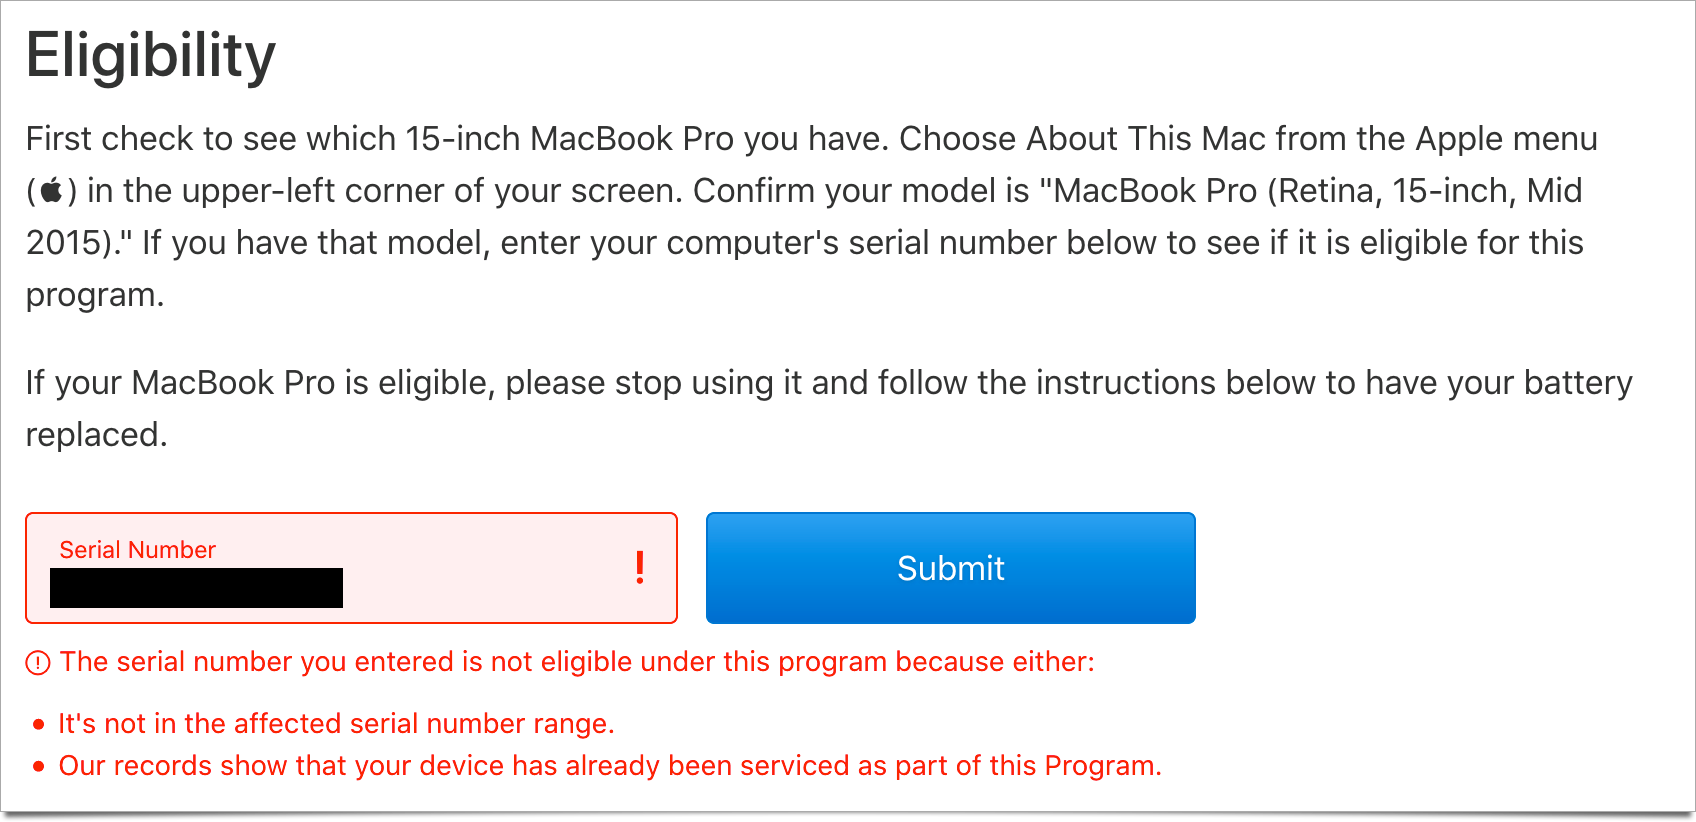 Eligibility
First check to see which 15-inch MacBook Pro you have. Choose About This Mac from the Apple menu
() in the upper-left corner of your screen. Confirm your model is "MacBook Pro (Retina, 15-inch, Mid
2015)." If you have that model, enter your computer's serial number below to see if it is eligible for this
program.
If your MacBook Pro is eligible, please stop using it and follow the instructions below to have your battery
replaced.
Serial Number
!
Submit
! The serial number you entered is not eligible under this program because either:
• It's not in the affected serial number range.
• Our records show that your device has already been serviced as part of this Program.